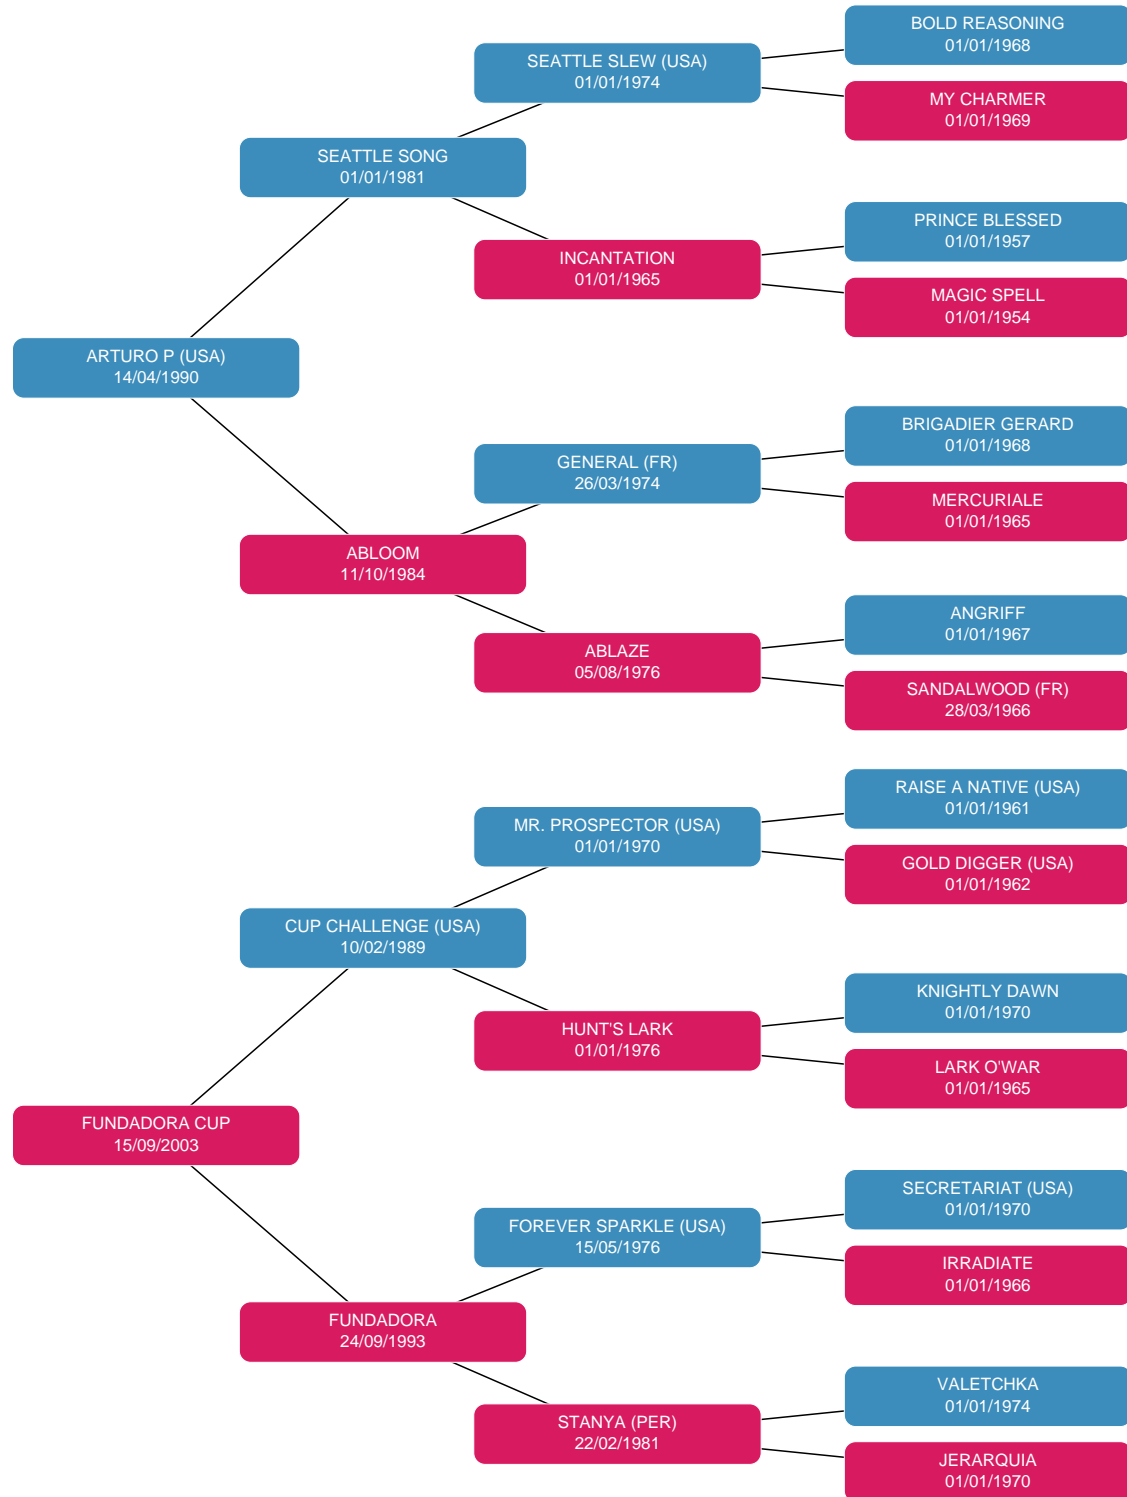 BOLD REASONING
01/01/1968
SEATTLE SLEW (USA)
01/01/1974
MY CHARMER
01/01/1969
SEATTLE SONG
01/01/1981
PRINCE BLESSED
01/01/1957
INCANTATION
01/01/1965
MAGIC SPELL
01/01/1954
ARTURO P (USA)
14/04/1990
BRIGADIER GERARD
01/01/1968
GENERAL (FR)
26/03/1974
MERCURIALE
01/01/1965
ABLOOM
11/10/1984
ANGRIFF
01/01/1967
ABLAZE
05/08/1976
SANDALWOOD (FR)
28/03/1966
RAISE A NATIVE (USA)
01/01/1961
MR. PROSPECTOR (USA)
01/01/1970
GOLD DIGGER (USA)
01/01/1962
CUP CHALLENGE (USA)
10/02/1989
KNIGHTLY DAWN
01/01/1970
HUNT'S LARK
01/01/1976
LARK O'WAR
01/01/1965
FUNDADORA CUP
15/09/2003
SECRETARIAT (USA)
01/01/1970
FOREVER SPARKLE (USA)
15/05/1976
IRRADIATE
01/01/1966
FUNDADORA
24/09/1993
VALETCHKA
01/01/1974
STANYA (PER)
22/02/1981
JERARQUIA
01/01/1970